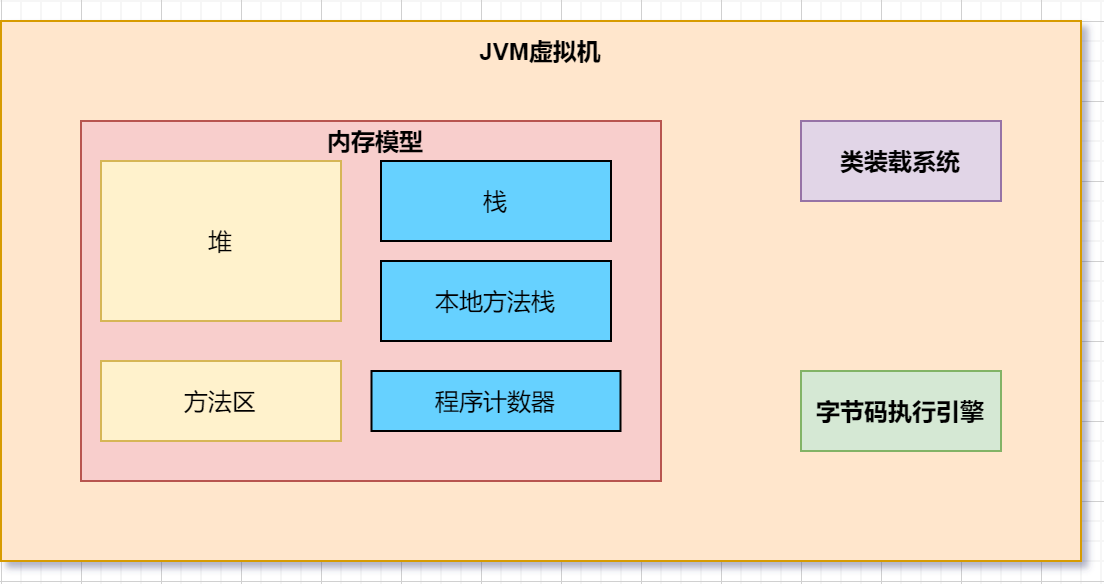 JVM虚拟机
内存模型
堆
栈
本地方法栈
方法区
程序计数器
类装载系统
字节码执行引擎